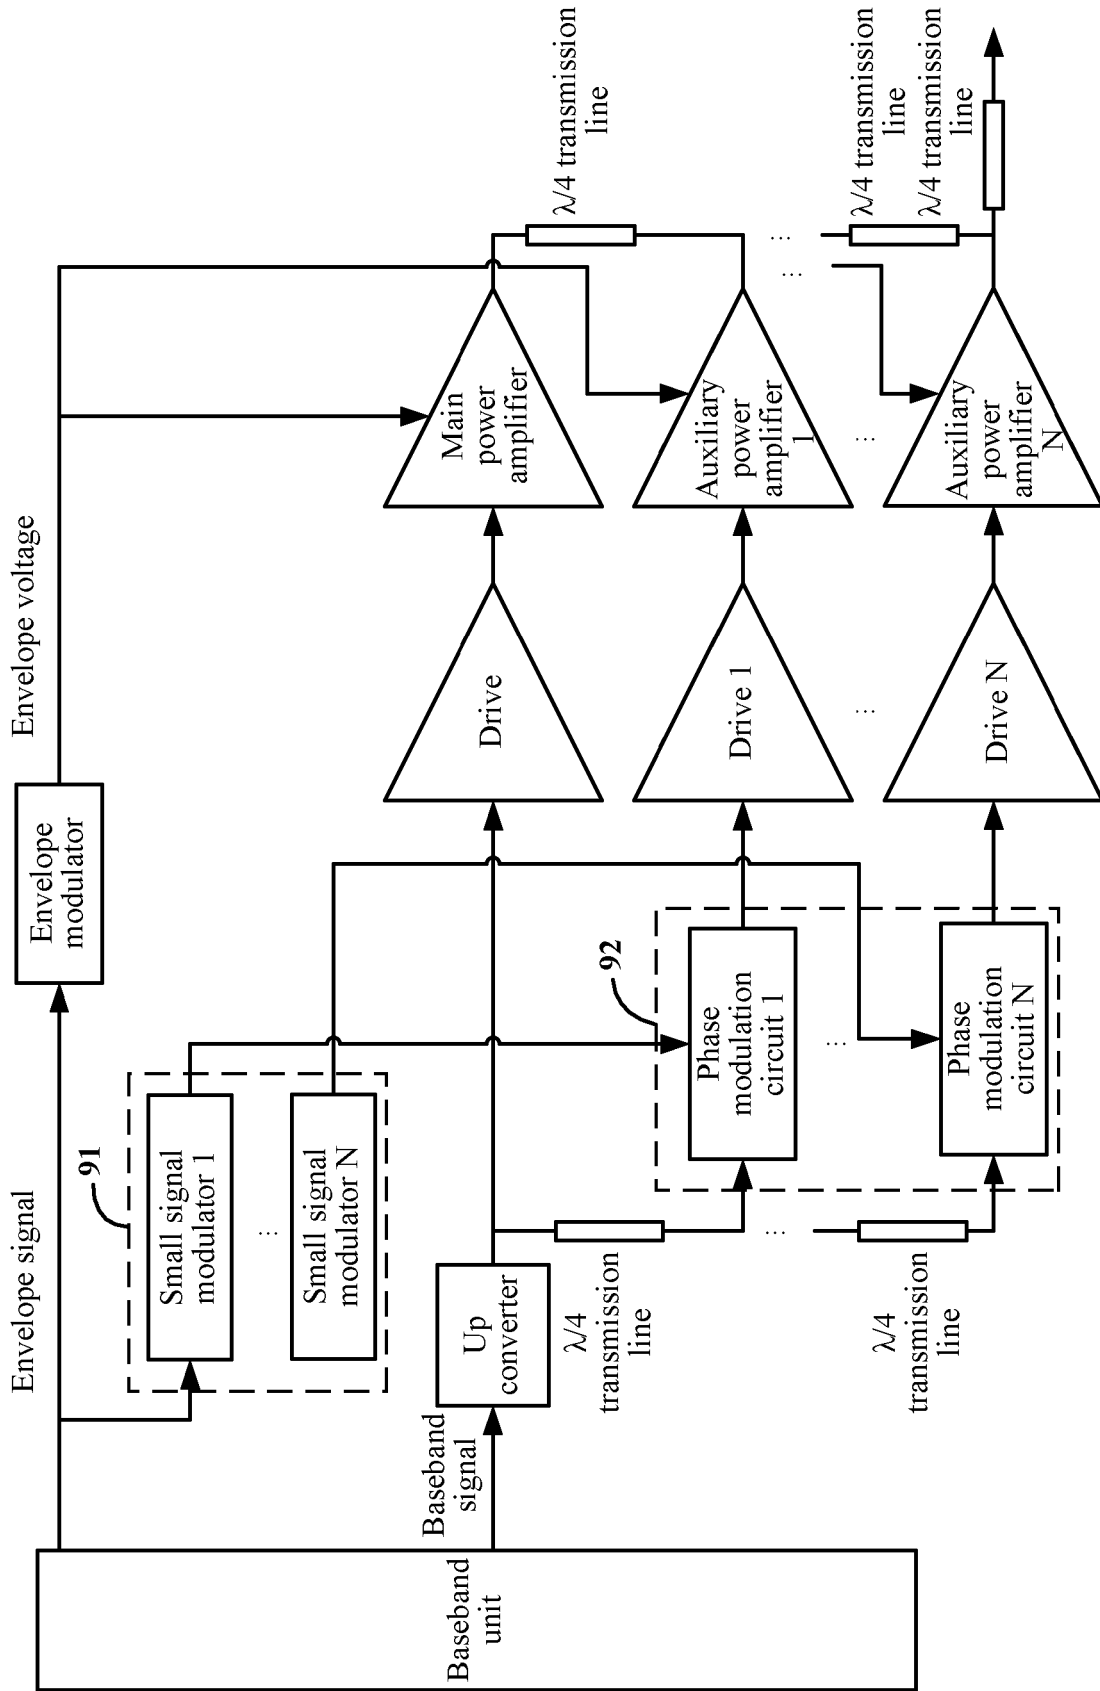 Envelope signal
Envelope
modulator
Envelope voltage
91
Small signal
modulator 1
...
Small signal
modulator N
Baseband
unit
Baseband
signal
Up
converter
Drive
Main
power
amplifier
λ/4 transmission
line
λ/4
transmission
line
92
Phase
modulation
circuit 1
Drive 1
Auxiliary
power
amplifier
1
...
...
...
...
...
...
λ/4
transmission
line
Phase
modulation
circuit N
Drive N
Auxiliary
power
amplifier
N
λ/4 transmission
line
λ/4 transmission
line